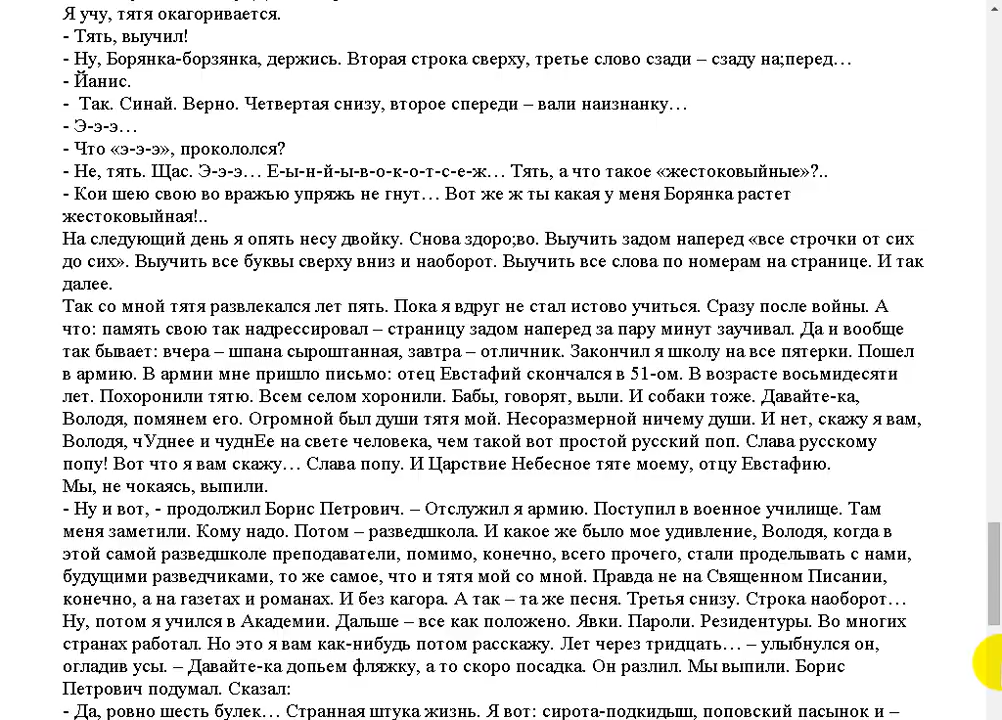 Я учу, тятя окагоривается.
- Тять, выучил!
- Ну, Борянка-борзянка, держись. Вторая строка сверху, третье слово сзади – сзаду на;перед…
- Йанис.
- Так. Синай. Верно. Четвертая снизу, второе спереди – вали наизнанку…
- Э-э-э…
- Что «э-э-э», прокололся?
- Не, тять. Щас. Э-э-э… Е-ы-н-й-ы-в-о-к-о-т-с-е-ж… Тять, а что такое «жестоковыйные»?..
- Кои шею свою во вражью упряжь не гнут… Вот же ж ты какая у меня Борянка растет
жестоковыйная!..
На следующий день я опять несу двойку. Снова здоро;во. Выучить задом наперед «все строчки от сих
до сих». Выучить все буквы сверху вниз и наоборот. Выучить все слова по номерам на странице. И так
далее.
Так со мной тятя развлекался лет пять. Пока я вдруг не стал истово учиться. Сразу после войны. А
что: память свою так надрессировал – страницу задом наперед за пару минут заучивал. Да и вообще
так бывает: вчера – шпана сыроштанная, завтра – отличник. Закончил я школу на все пятерки. Пошел
в армию. В армии мне пришло письмо: отец Евстафий скончался в 51-ом. В возрасте восьмидесяти
лет. Похоронили тятю. Всем селом хоронили. Бабы, говорят, выли. И собаки тоже. Давайте-ка,
Володя, помянем его. Огромной был души тятя мой. Несоразмерной ничему души. И нет, скажу я вам,
Володя, чУднее и чуднЕе на свете человека, чем такой вот простой русский поп. Слава русскому
попу! Вот что я вам скажу… Слава попу. И Царствие Небесное тяте моему, отцу Евстафию.
Мы, не чокаясь, выпили.
- Ну и вот, - продолжил Борис Петрович. – Отслужил я армию. Поступил в военное училище. Там
меня заметили. Кому надо. Потом – разведшкола. И какое же было мое удивление, Володя, когда в
этой самой разведшколе преподаватели, помимо, конечно, всего прочего, стали проделывать с нами,
будущими разведчиками, то же самое, что и тятя мой со мной. Правда не на Священном Писании,
конечно, а на газетах и романах. И без кагора. А так – та же песня. Третья снизу. Строка наоборот…
Ну, потом я учился в Академии. Дальше – все как положено. Явки. Пароли. Резидентуры. Во многих
странах работал. Но это я вам как-нибудь потом расскажу. Лет через тридцать… – улыбнулся он,
огладив усы. – Давайте-ка допьем фляжку, а то скоро посадка. Он разлил. Мы выпили. Борис
Петрович подумал. Сказал:
- Да, ровно шесть булек… Странная штука жизнь. Я вот: сирота-подкидыш, поповский пасынок и –